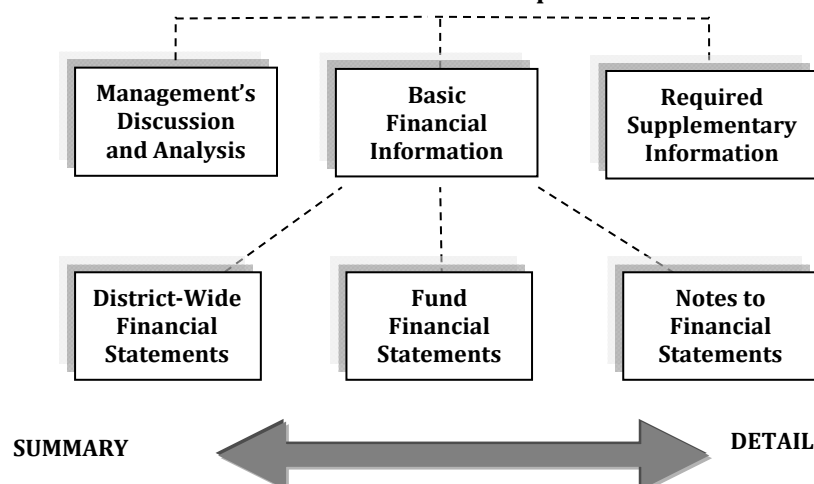 Management’s
Discussion
and Analysis
Basic
Financial
Information
Required
Supplementary
Information
District-Wide
Financial
Statements
Fund
Financial
Statements
Notes to
Financial
Statements
SUMMARY
DETAIL